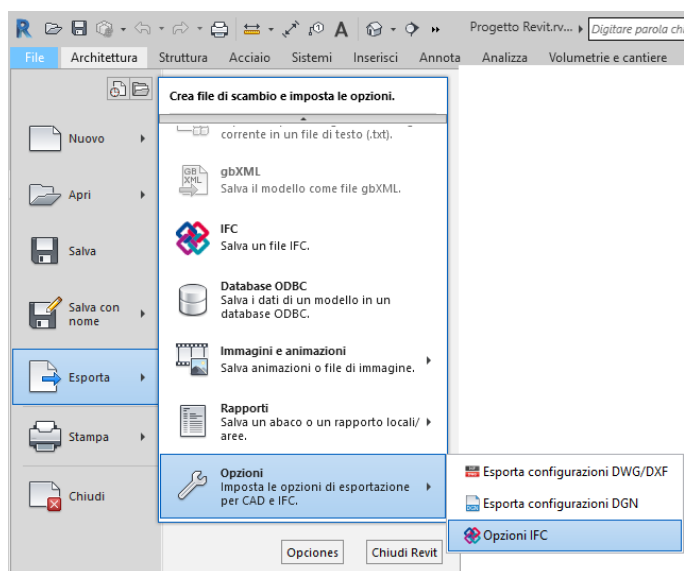 Progetto Revit.rv...
Digitare parola chi
File Architettura Struttura Acciaio Sistemi Inserisci Annota Analizza Volumetrie e cantiere
Crea file di scambio e imposta le opzioni.
Nuovo
Apri
Salva
Salva con
nome
Esporta
Stampa
Chiudi
corrente in un file di testo (.txt).
gbXML
Salva il modello come file gbXML.
IFC
Salva un file IFC.
Database ODBC
Salva i dati di un modello in un
database ODBC.
Immagini e animazioni
Salva animazioni o file di immagine.
Rapporti
Salva un abaco o un rapporto locali/
aree.
Opzioni
Imposta le opzioni di esportazione
per CAD e IFC.
Esporta configurazioni DWG/DXF
Esporta configurazioni DGN
Opzioni IFC
Opciones
Chiudi Revit